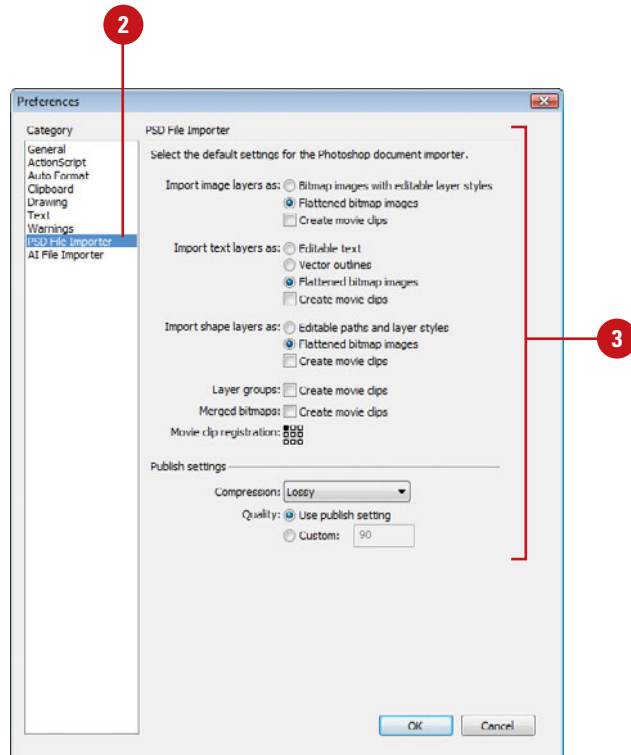 2
Preferences
Category
General
ActionScript
Auto Format
Clipboard
Drawing
Text
Warnings
PSD File Importer
AI File Importer
PSD File Importer
Select the default settings for the Photoshop document importer.
Import image layers as: Bitmap images with editable layer styles
Flattened bitmap images
Create movie clips
Import text layers as: Editable text
Vector outlines
Flattened bitmap images
Create movie clips
Import shape layers as: Editable paths and layer styles
Flattened bitmap images
Create movie clips
Layer groups: Create movie clips
Merged bitmaps: Create movie clips
Movie clip registration:
Publish settings
Compression: Lossy
Quality: Use publish setting
Custom: 90
3
OK Cancel